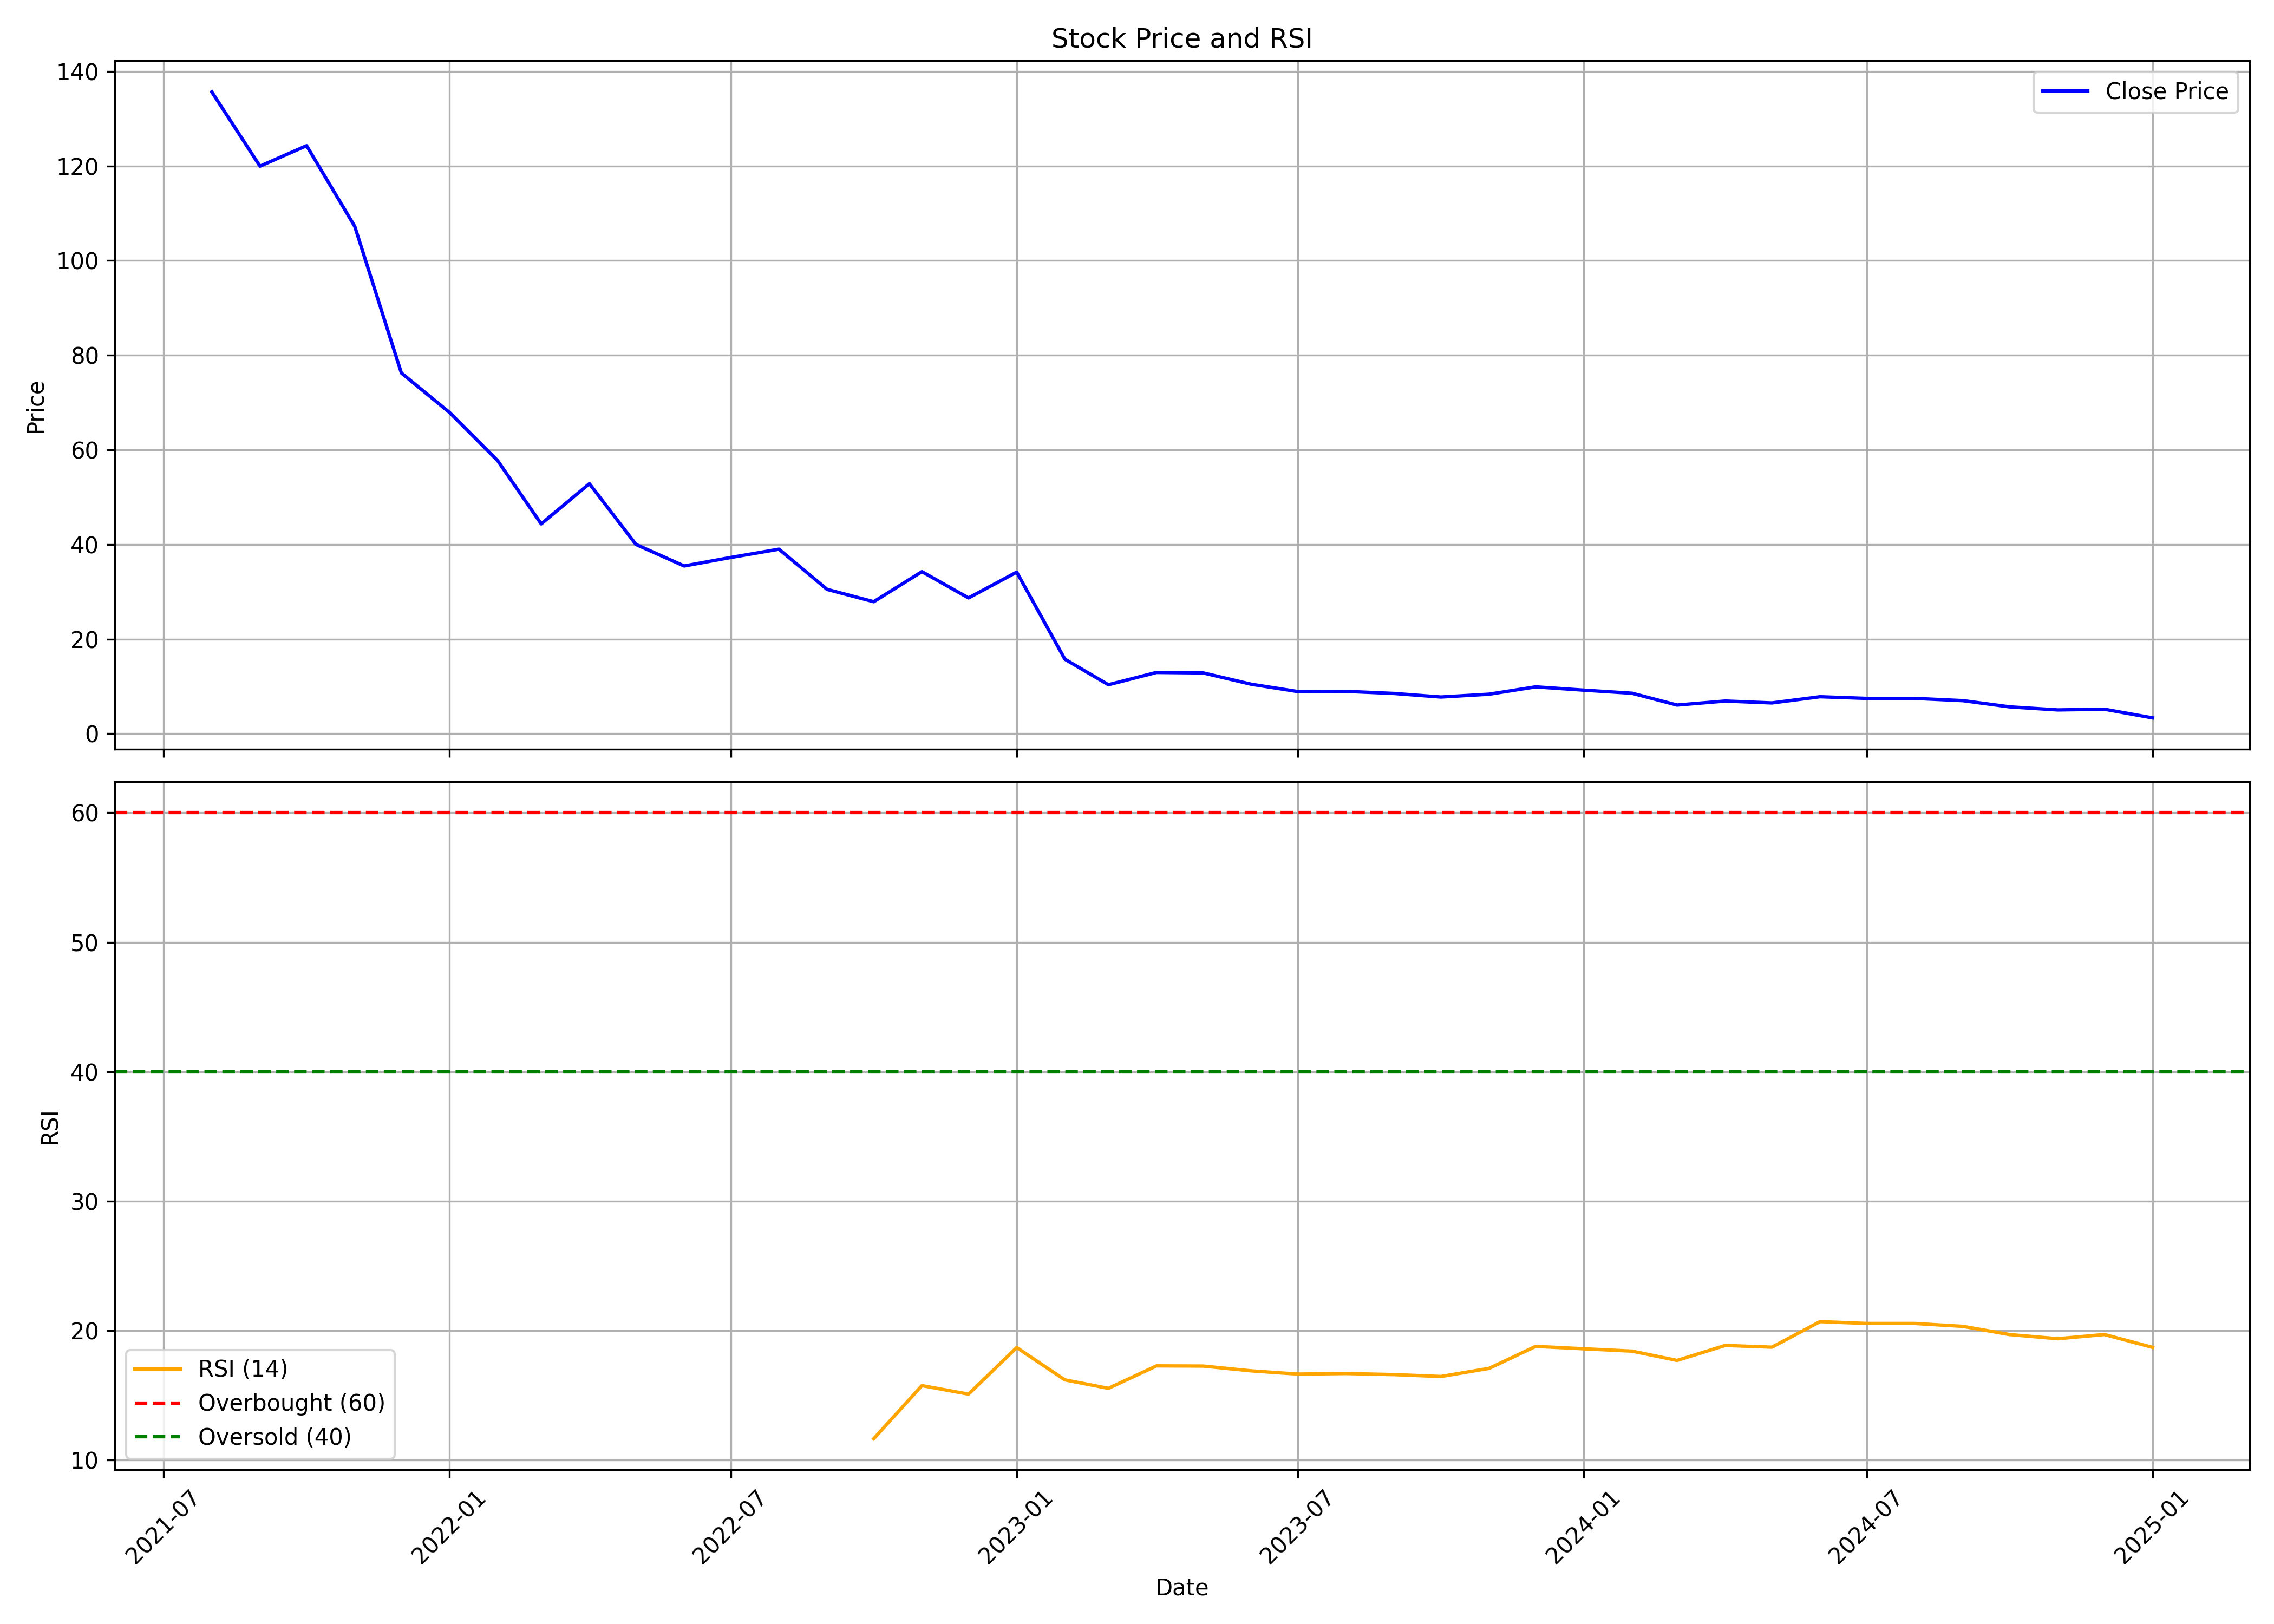 Stock Price and RSI
140
120
100
80
60
40
20
0
Price
Close Price
60
50
40
30
20
10
RSI
RSI (14)
Overbought (60)
Oversold (40)
2021-07
2022-01
2022-07
2023-01
2023-07
2024-01
2024-07
2025-01
Date